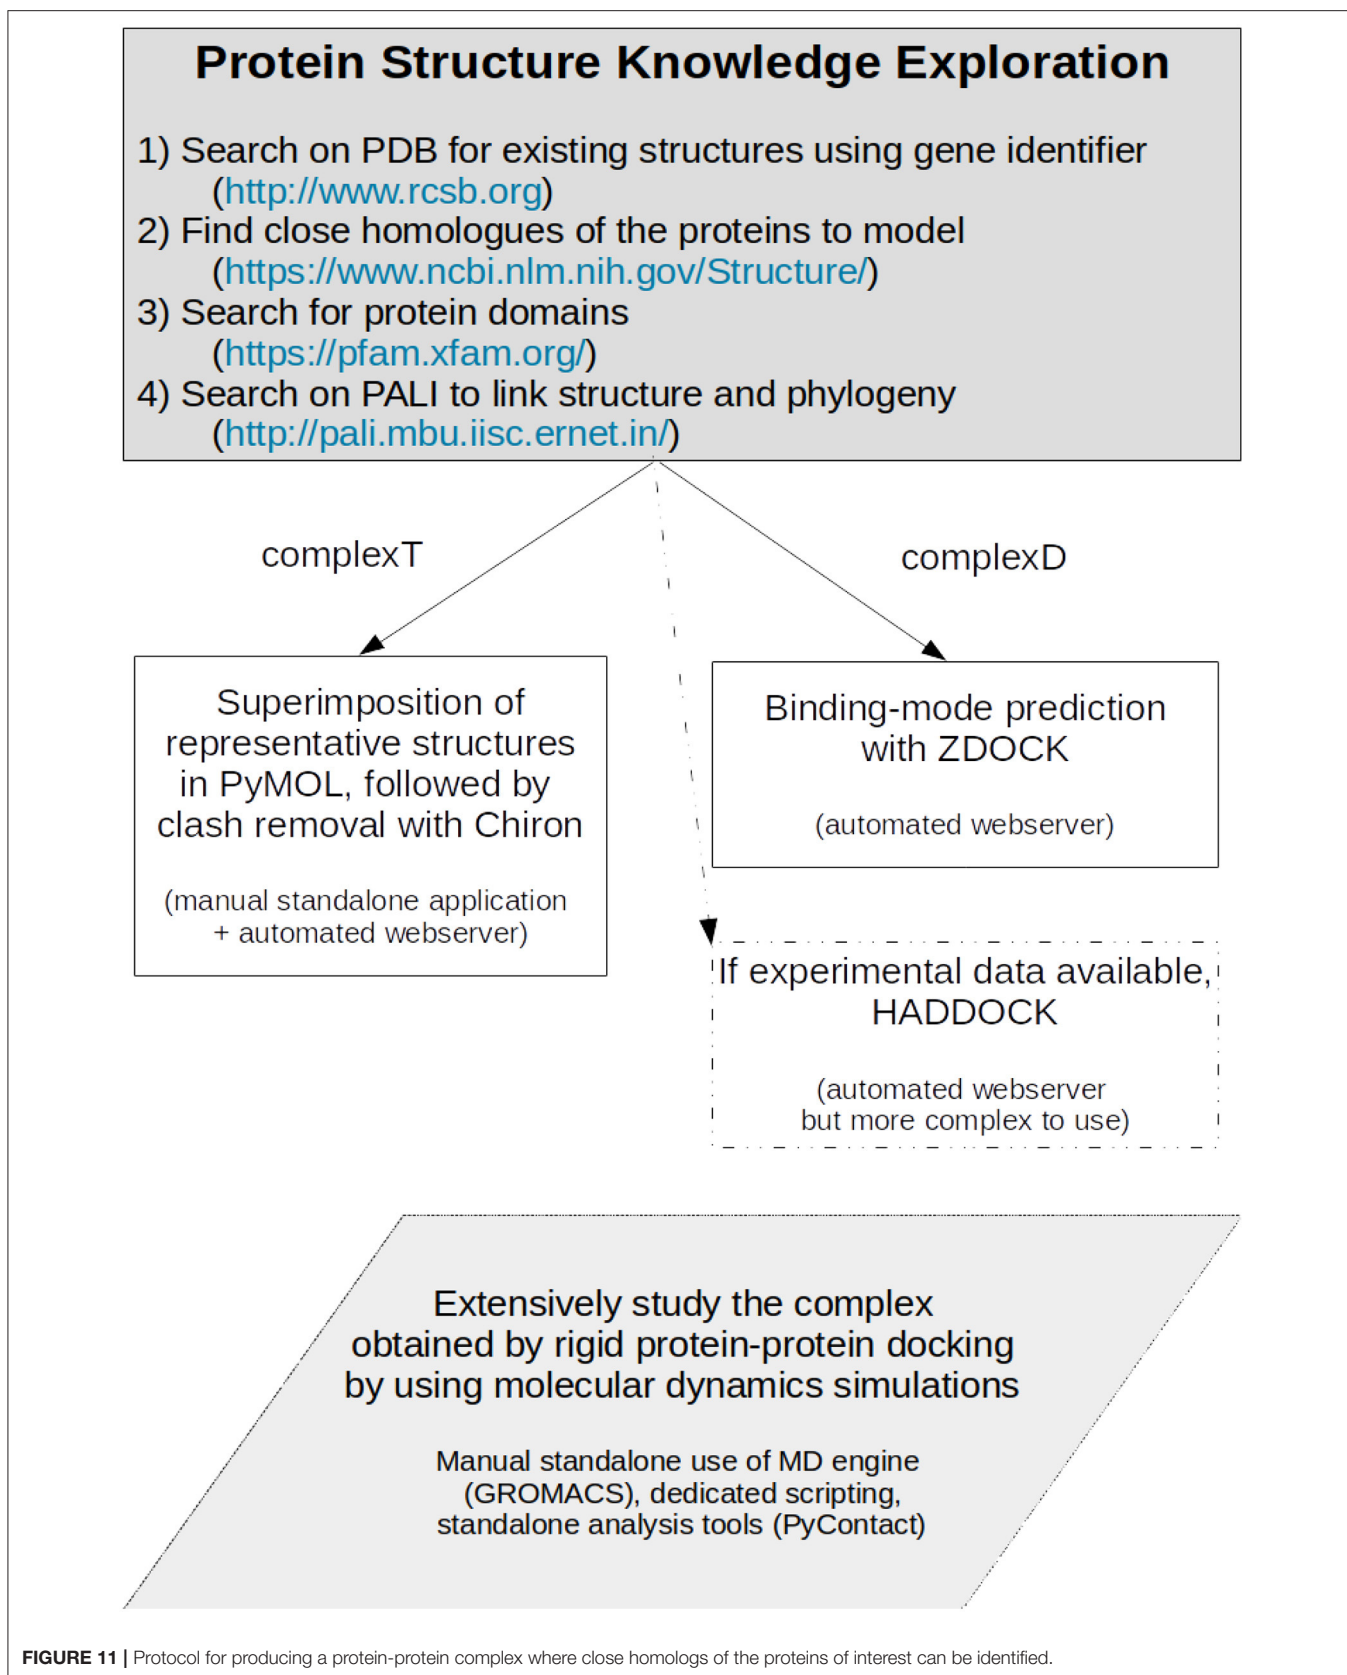 Protein Structure Knowledge Exploration
1) Search on PDB for existing structures using gene identifier
(http://www.rcsb.org)
2) Find close homologues of the proteins to model
(https://www.ncbi.nlm.nih.gov/Structure/)
3) Search for protein domains
(https://pfam.xfam.org/)
4) Search on PALI to link structure and phylogeny
(http://pali.mbu.iisc.ernet.in/)
complexT
complexD
Superimposition of
representative structures
in PyMOL, followed by
clash removal with Chiron
(manual standalone application
+ automated webserver)
Binding-mode prediction
with ZDOCK
(automated webserver)
If experimental data available,
HADDOCK
(automated webserver
but more complex to use)
Extensively study the complex
obtained by rigid protein-protein docking
by using molecular dynamics simulations
Manual standalone use of MD engine
(GROMACS), dedicated scripting,
standalone analysis tools (PyContact)
FIGURE 11 | Protocol for producing a protein-protein complex where close homologs of the proteins of interest can be identified.